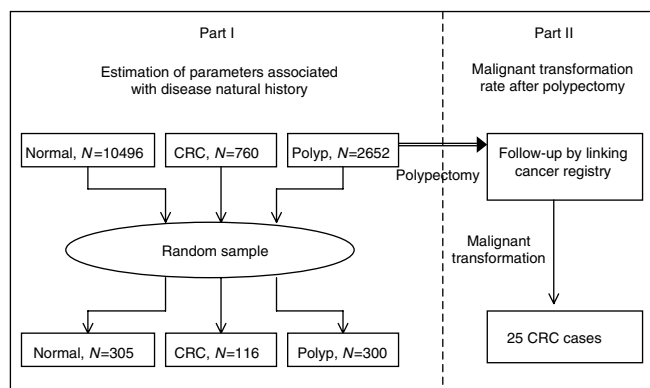 Part I
Estimation of parameters associated
with disease natural history
Normal, N=10496
CRC, N=760
Polyp, N=2652
Random sample
Normal, N=305
CRC, N=116
Polyp, N=300
Part II
Malignant transformation
rate after polypectomy
Polypectomy
Follow-up by linking
cancer registry
Malignant
transformation
25 CRC cases